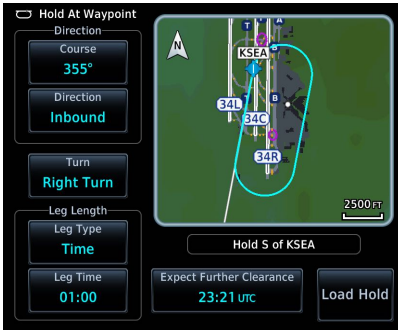 Hold At Waypoint
Direction
Course
355°
Direction
Inbound
Turn
Right Turn
Leg Length
Leg Type
Time
Leg Time
01:00
N
T
F
A
KSEA
B
T
34L
B
34C
34R
2500 FT
Hold S of KSEA
Expect Further Clearance
23:21 UTC
Load Hold